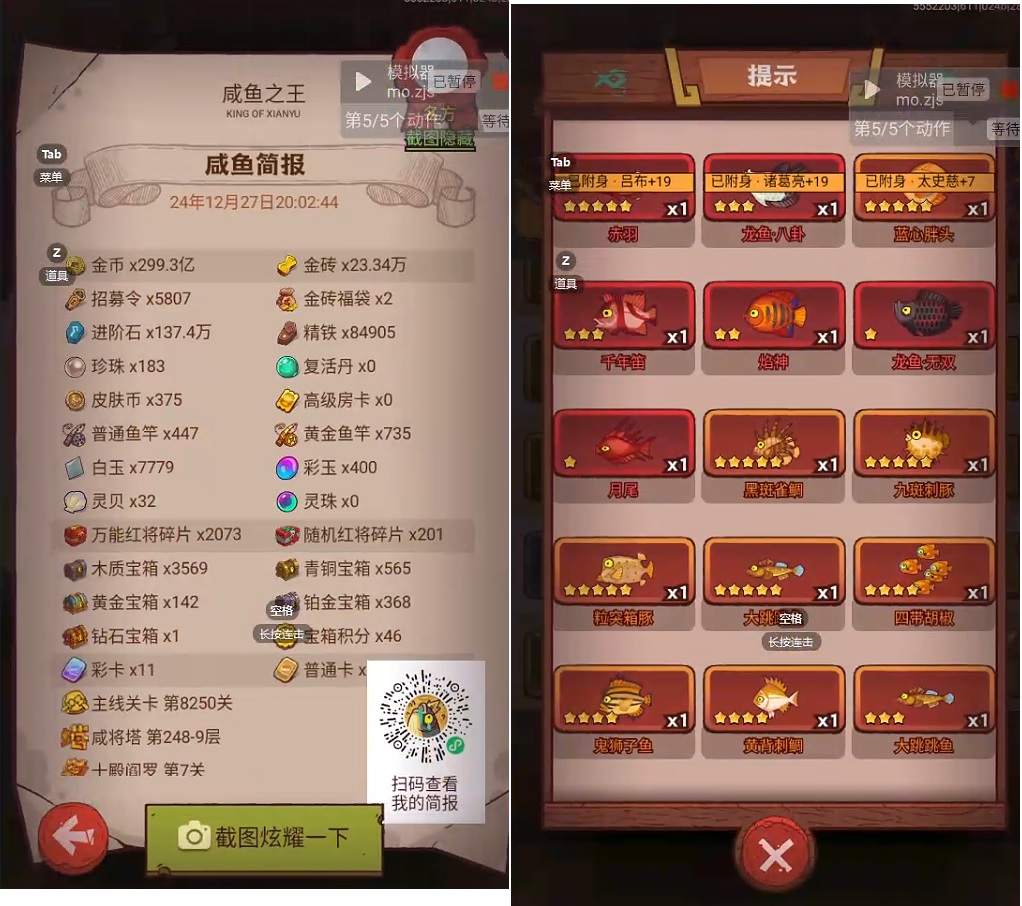 咸鱼之王
KING OF XIANYU
模拟器
已暂停
mo.zjs
第5/5个动作
等待
截图隐藏
Tab
菜单
咸鱼简报
24年12月27日20:02:44
Z
道具
金币 x299.3亿
金砖 x23.34万
招募令 x5807
金砖福袋 x2
进阶石 x137.4万
精铁 x84905
珍珠 x183
复活丹 x0
皮肤币 x375
高级房卡 x0
普通鱼竿 x447
黄金鱼竿 x735
白玉 x7779
彩玉 x400
灵贝 x32
灵珠 x0
万能红将碎片 x2073
随机红将碎片 x201
木质宝箱 x3569
青铜宝箱 x565
黄金宝箱 x142
铂金宝箱 x368
空格
钻石宝箱 x1
宝箱积分 x46
长按连击
彩卡 x11
普通卡 x
主线关卡 第8250关
咸将塔 第248-9层
十殿阎罗 第7关
扫码查看
我的简报
截图炫耀一下
提示
模拟器
已暂停
mo.zjs
第5/5个动作
等待
Tab
菜单
已附身 · 吕布+19
已附身 · 诸葛亮+19
已附身 · 太史慈+7
x1
x1
x1
赤羽
龙鱼·八卦
蓝心胖头
Z
道具
x1
x1
x1
千年笛
焰神
龙鱼·无双
x1
x1
x1
月尾
黑斑雀鲷
九斑刺豚
x1
x1
x1
粒突箱豚
大跳
空格
四带胡椒
长按连击
x1
x1
x1
鬼狮子鱼
黄背刺鲷
大跳跳鱼